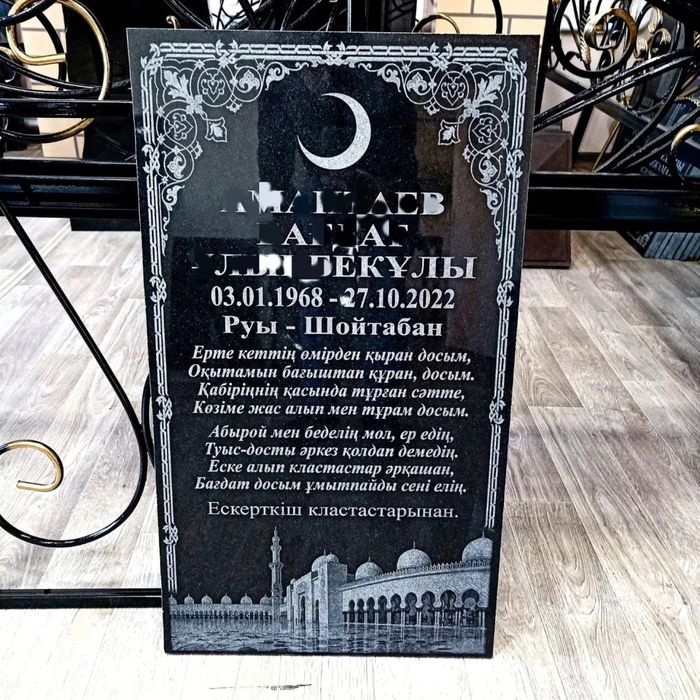 03.01.1968 - 27.10.2022
Руы - Шойтабан
Ерте кеттің өмірден қыран досым,
Оқытамын бағыштап құран, досым.
Қабіріңнің қасында тұрған сәтте,
Көзіме жас алып мен тұрам досым.
Абырой мен беделің мол, ер едің,
Туыс-досты әркез қолдап демедің.
Еске алып кластастар әрқашан,
Бағдат досым ұмытпайды сені елің.
Ескерткіш кластастарынан.